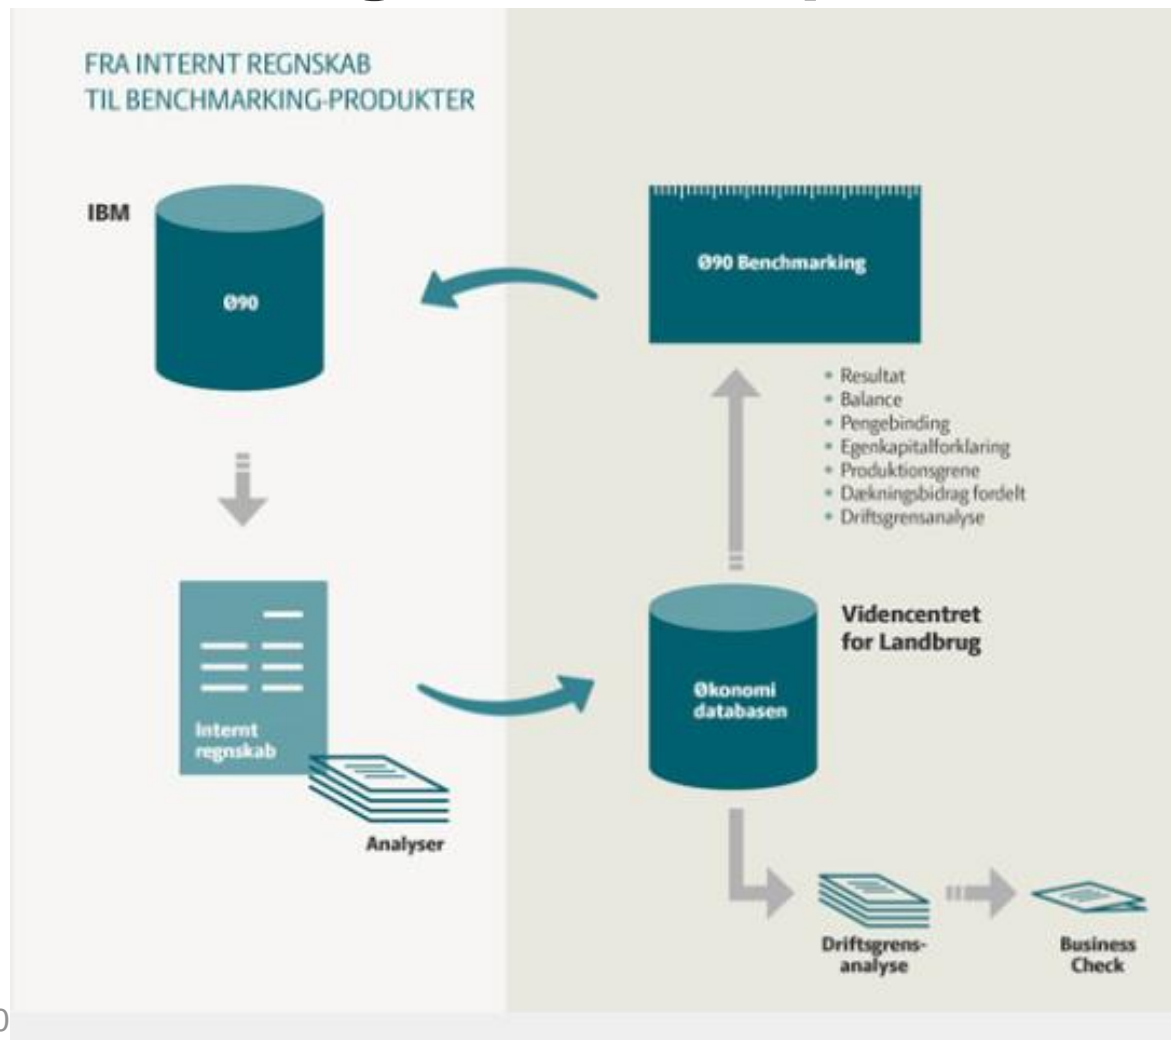 FRA INTERNT REGNSKAB
TIL BENCHMARKING-PRODUKTER
IBM
Ø90
Internt
regnskab
Analyser
Ø90 Benchmarking
• Resultat
• Balance
• Pengebinding
• Egenkapitalforklaring
• Produktionsgrene
• Dækningsbidrag fordelt
• Driftsgrensanalyse
Videncentret
for Landbrug
Økonomi
databasen
Driftsgrens-
analyse
Business
Check